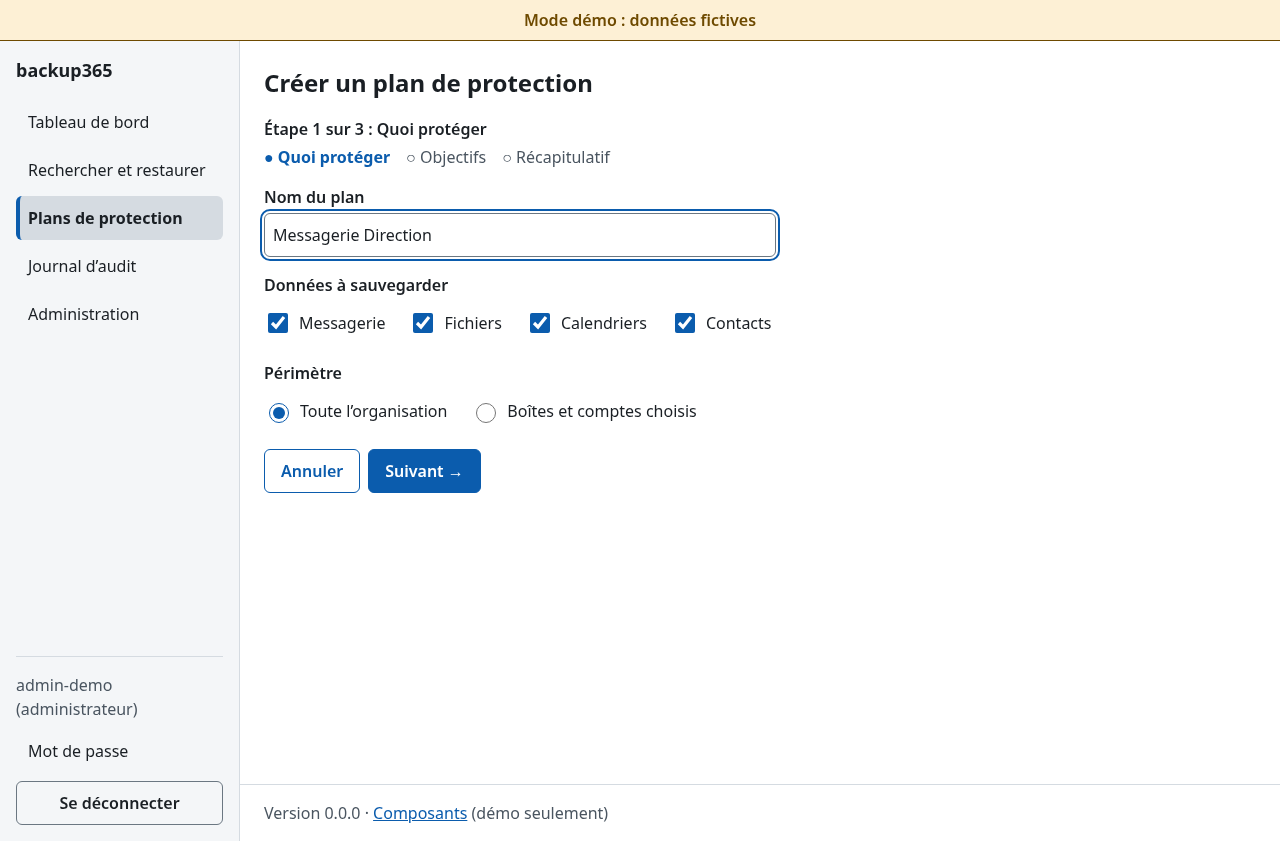 Mode démo : données fictives
backup365
Tableau de bord
Rechercher et restaurer
Plans de protection
Journal d’audit
Administration
admin-demo
(administrateur)
Mot de passe
Se déconnecter
Créer un plan de protection
Étape 1 sur 3 : Quoi protéger
● Quoi protéger ○ Objectifs ○ Récapitulatif
Nom du plan
Messagerie Direction
Données à sauvegarder
Messagerie Fichiers Calendriers Contacts
Périmètre
Toute l’organisation Boîtes et comptes choisis
Annuler Suivant →
Version 0.0.0 · Composants (démo seulement)